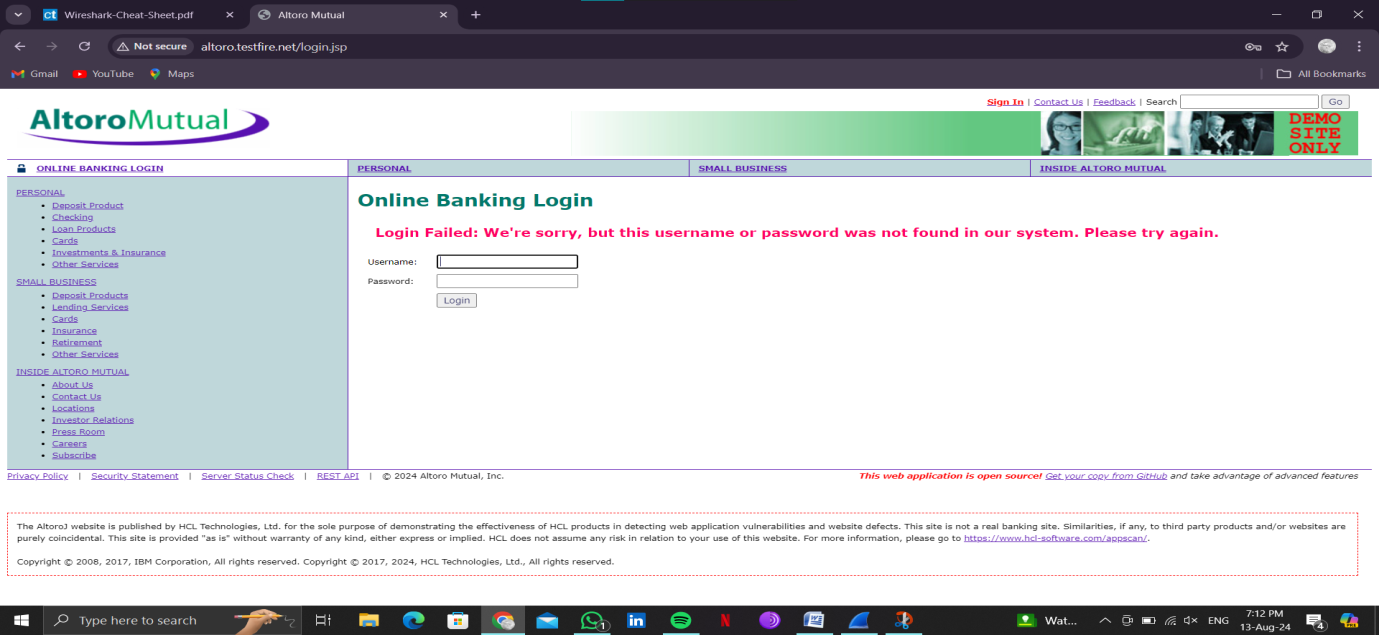 Wireshark-Cheat-Sheet.pdf
Altoro Mutual
Not secure altoro.testfire.net/login.jsp
Gmail YouTube Maps All Bookmarks
Sign In | Contact Us | Feedback | Search Go
AltoroMutual
DEMO
SITE
ONLY
ONLINE BANKING LOGIN PERSONAL SMALL BUSINESS INSIDE ALTORO MUTUAL
PERSONAL
Deposit Product
Checking
Loan Products
Cards
Investments & Insurance
Other Services
SMALL BUSINESS
Deposit Products
Lending Services
Cards
Insurance
Retirement
Other Services
INSIDE ALTORO MUTUAL
About Us
Contact Us
Locations
Investor Relations
Press Room
Careers
Subscribe
Online Banking Login
Login Failed: We're sorry, but this username or password was not found in our system. Please try again.
Username:
Password:
Login
Privacy Policy | Security Statement | Server Status Check | REST API | © 2024 Altoro Mutual, Inc.
This web application is open source! Get your copy from GitHub and take advantage of advanced features
The AltoroJ website is published by HCL Technologies, Ltd. for the sole purpose of demonstrating the effectiveness of HCL products in detecting web application vulnerabilities and website defects. This site is not a real banking site. Similarities, if any, to third party products and/or websites are
purely coincidental. This site is provided "as is" without warranty of any kind, either express or implied. HCL does not assume any risk in relation to your use of this website. For more information, please go to https://www.hcl-software.com/appscan/.
Copyright © 2008, 2017, IBM Corporation, All rights reserved. Copyright © 2017, 2024, HCL Technologies, Ltd., All rights reserved.
Type here to search
Wat...
ENG
7:12 PM
13-Aug-24
4